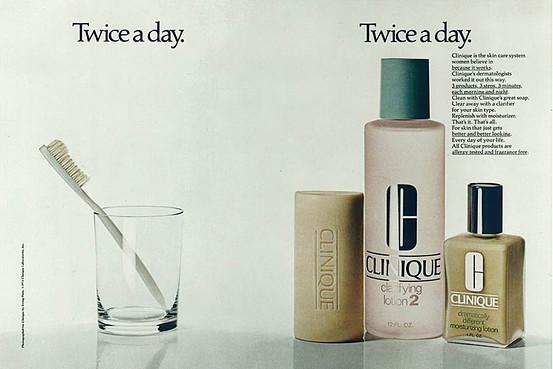 Twice a day.
Twice a day.
Clinique is the skin care system
women believe in
because it works.
Clinique's dermatologists
worked it out this way.
3 products, 3 steps, 3 minutes,
each morning and night.
Clean with Clinique's great soap.
Clear away with a clarifier
for your skin type.
Replenish with moisturizer.
That's it. That's all.
For skin that just gets
better and better looking.
Every day of your life.
All Clinique products are
allergy tested and fragrance free.
CLINIQUE
C
CLINIQUE
clarifying
lotion 2
12 FL. OZ.
C
CLINIQUE
dramatically
different
moisturizing lotion
4 FL. OZ.